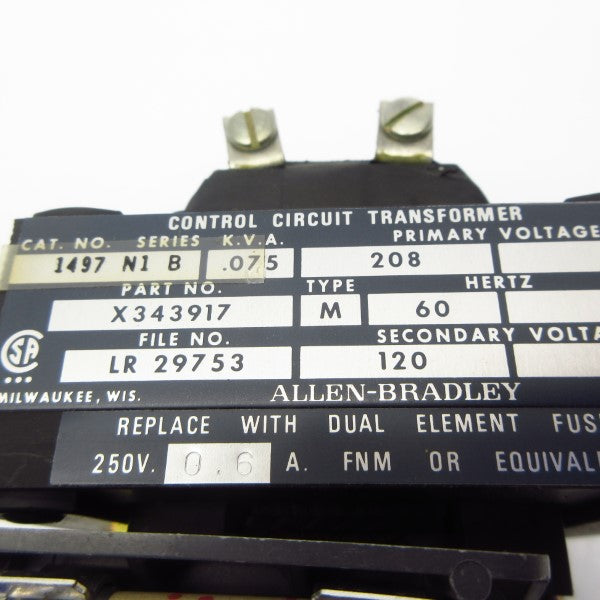 CONTROL CIRCUIT TRANSFORMER
CAT. NO. SERIES K.V.A. PRIMARY VOLTAGE
1497 N1 B .075 208
PART NO. TYPE HERTZ
X343917 M 60
FILE NO. SECONDARY VOLTA
LR 29753 120
SA
MILWAUKEE, WIS. ALLEN-BRADLEY
REPLACE WITH DUAL ELEMENT FUS
250V. 0.6 A. FNM OR EQUIVAL